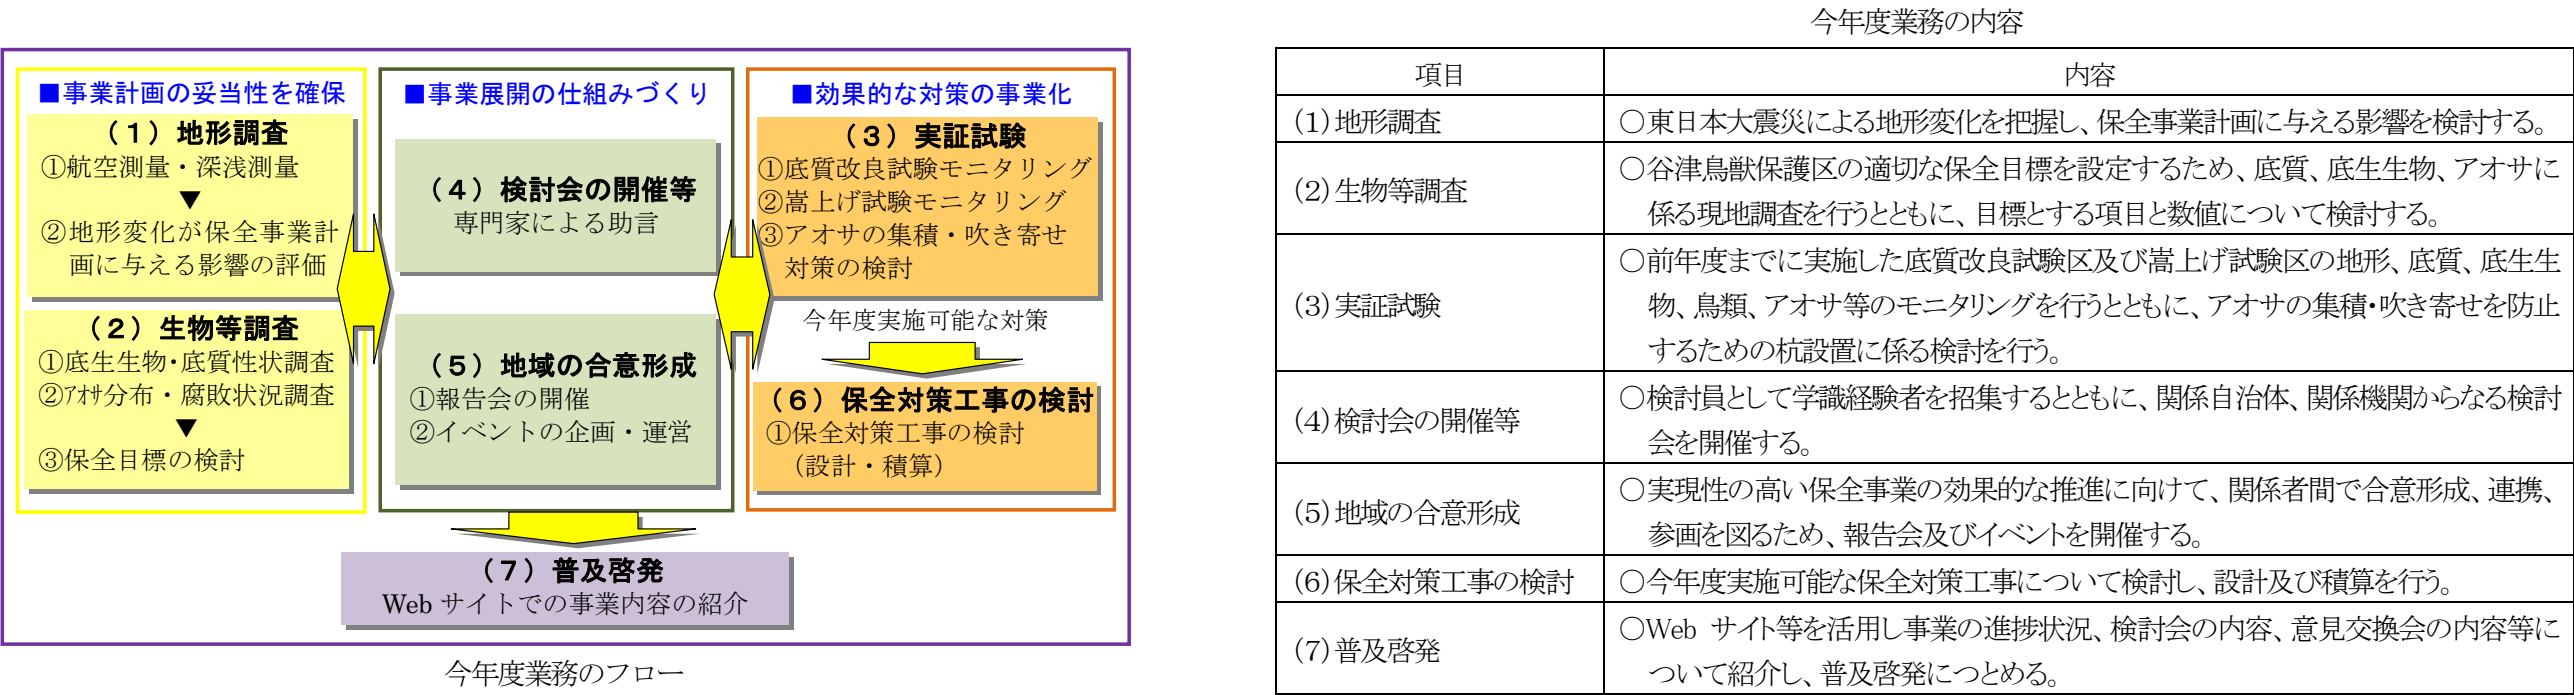 ■事業計画の妥当性を確保
（１）地形調査
①航空測量・深浅測量
▼
②地形変化が保全事業計
画に与える影響の評価
（２）生物等調査
①底生生物・底質性状調査
②ｱｵｻ分布・腐敗状況調査
▼
③保全目標の検討
■事業展開の仕組みづくり
（４）検討会の開催等
専門家による助言
（５）地域の合意形成
①報告会の開催
②イベントの企画・運営
■効果的な対策の事業化
（３）実証試験
①底質改良試験モニタリング
②嵩上げ試験モニタリング
③アオサの集積・吹き寄せ
対策の検討
今年度実施可能な対策
（６）保全対策工事の検討
①保全対策工事の検討
（設計・積算）
（７）普及啓発
Web サイトでの事業内容の紹介
今年度業務のフロー
今年度業務の内容
項目 内容
(1)地形調査 ○東日本大震災による地形変化を把握し、保全事業計画に与える影響を検討する。
(2)生物等調査 ○谷津鳥獣保護区の適切な保全目標を設定するため、底質、底生生物、アオサに
係る現地調査を行うとともに、目標とする項目と数値について検討する。
(3)実証試験 ○前年度までに実施した底質改良試験区及び嵩上げ試験区の地形、底質、底生生
物、鳥類、アオサ等のモニタリングを行うとともに、アオサの集積・吹き寄せを防止
するための杭設置に係る検討を行う。
(4)検討会の開催等 ○検討員として学識経験者を招集するとともに、関係自治体、関係機関からなる検討
会を開催する。
(5)地域の合意形成 ○実現性の高い保全事業の効果的な推進に向けて、関係者間で合意形成、連携、
参画を図るため、報告会及びイベントを開催する。
(6)保全対策工事の検討 ○今年度実施可能な保全対策工事について検討し、設計及び積算を行う。
(7)普及啓発 ○Web サイト等を活用し事業の進捗状況、検討会の内容、意見交換会の内容等に
ついて紹介し、普及啓発につとめる。